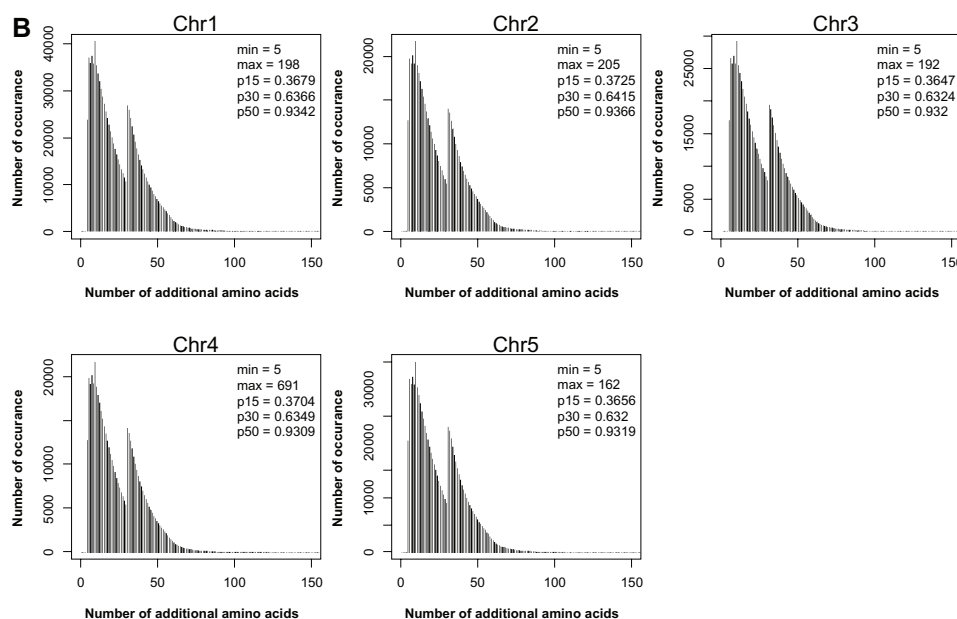 B
Chr1
Number of occurance
0
10000
20000
30000
40000
min = 5
max = 198
p15 = 0.3679
p30 = 0.6366
p50 = 0.9342
0 50 100 150
Number of additional amino acids
Chr2
Number of occurance
0
5000
10000
20000
min = 5
max = 205
p15 = 0.3725
p30 = 0.6415
p50 = 0.9366
0 50 100 150
Number of additional amino acids
Chr3
Number of occurance
0
5000
15000
25000
min = 5
max = 192
p15 = 0.3647
p30 = 0.6324
p50 = 0.932
0 50 100 150
Number of additional amino acids
Chr4
Number of occurance
0
5000
10000
20000
min = 5
max = 691
p15 = 0.3704
p30 = 0.6349
p50 = 0.9309
0 50 100 150
Number of additional amino acids
Chr5
Number of occurance
0
10000
20000
30000
min = 5
max = 162
p15 = 0.3656
p30 = 0.632
p50 = 0.9319
0 50 100 150
Number of additional amino acids